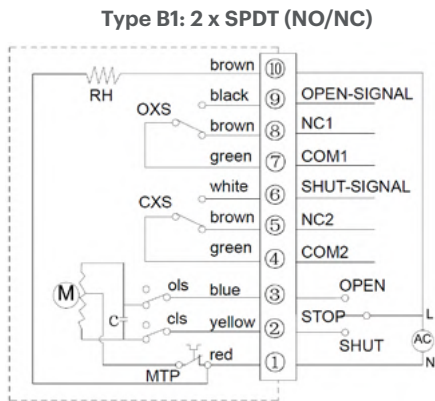 Type B1: 2 x SPDT (NO/NC)
brown ⑩
RH
black ⑨ OPEN-SIGNAL
OXS
brown ⑧ NC1
green ⑦ COM1
white ⑥ SHUT-SIGNAL
CXS
brown ⑤ NC2
green ④ COM2
M ols blue ③ OPEN
C cls yellow ② STOP L
AC
SHUT
red ① N
MTP